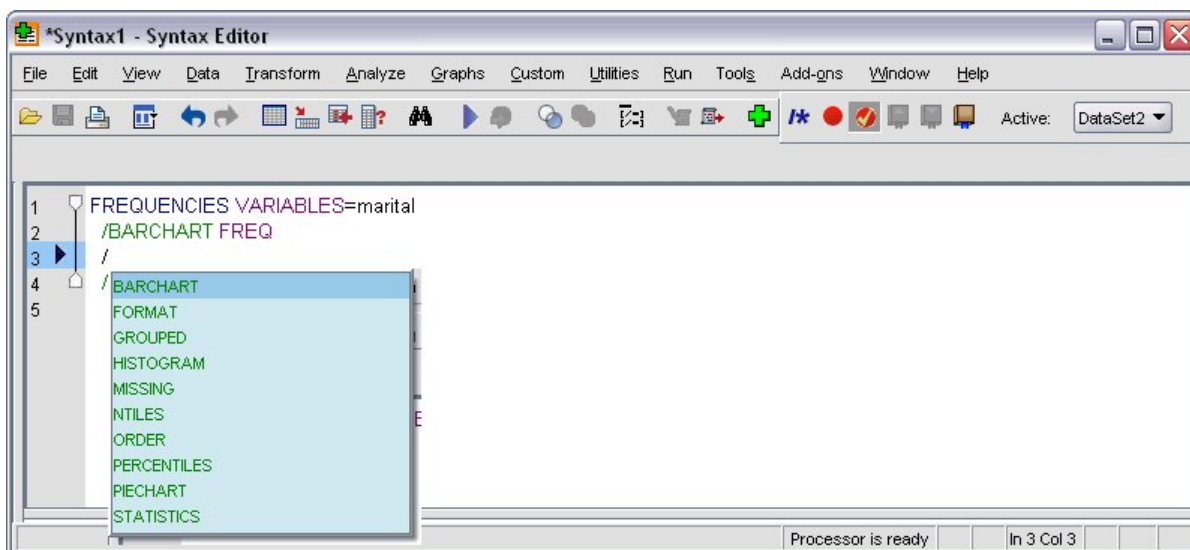 *Syntax1 - Syntax Editor
File Edit View Data Transform Analyze Graphs Custom Utilities Run Tools Add-ons Window Help
Active: DataSet2
1 FREQUENCIES VARIABLES=marital
2 /BARCHART FREQ
3 /
4 /
5
BARCHART
FORMAT
GROUPED
HISTOGRAM
MISSING
NTILES
ORDER
PERCENTILES
PIECHART
STATISTICS
E
Processor is ready In 3 Col 3